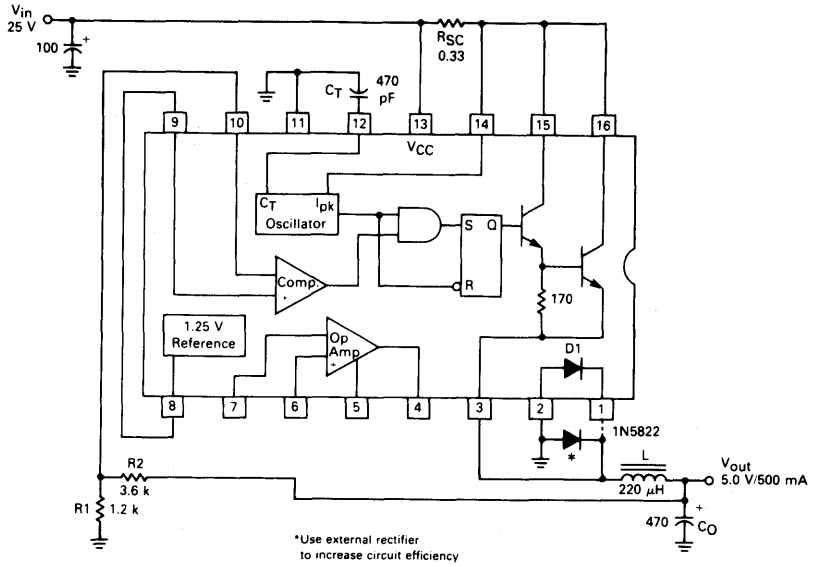 Vin
25 V
100
+
RSC
0.33
CT
470
pF
9
10
11
12
13
14
15
16
VCC
CT
Ipk
Oscillator
S
Q
R
Comp.
+
170
1.25 V
Reference
Op
Amp
+
D1
8
7
6
5
4
3
2
1
1N5822
*
L
220 μH
Vout
5.0 V/500 mA
R2
3.6 k
R1
1.2 k
+
470
CO
*Use external rectifier
to increase circuit efficiency